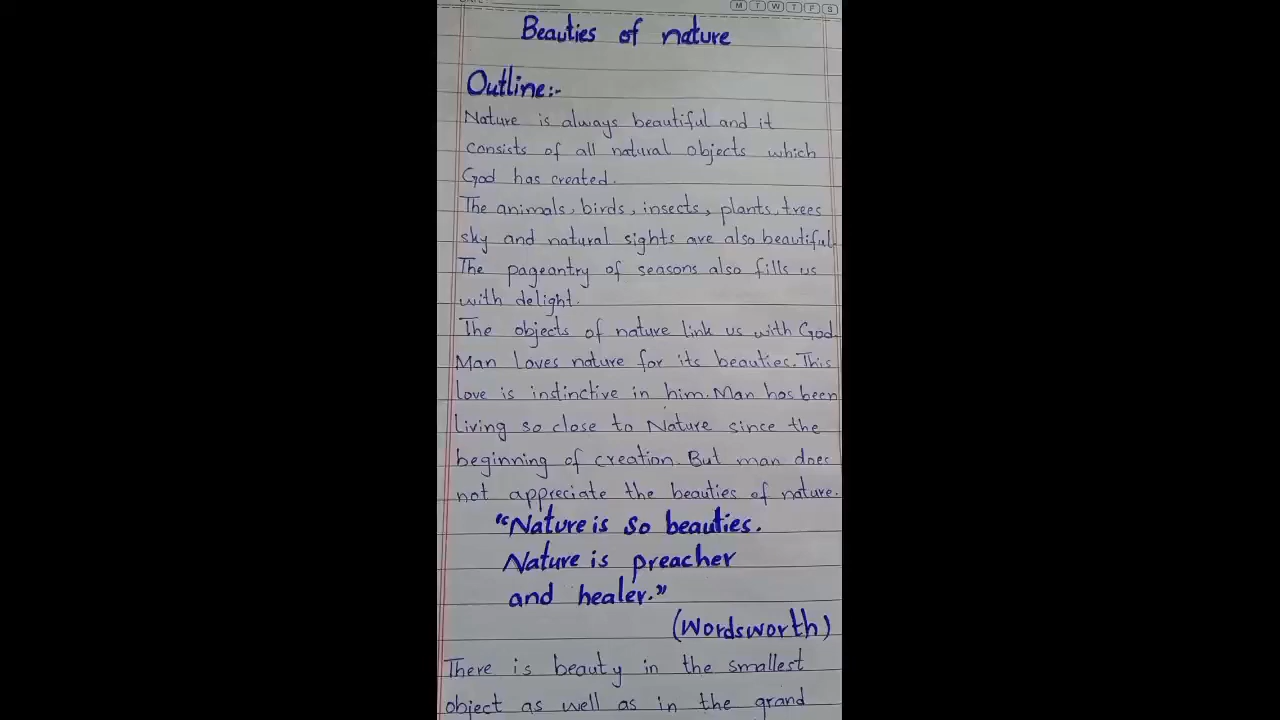 M T W T F S
Beauties of nature
Outline:-
Nature is always beautiful and it
consists of all natural objects which
God has created.
The animals, birds, insects, plants, trees
sky and natural sights are also beautiful.
The pageantry of seasons also fills us
with delight.
The objects of nature link us with God.
Man loves nature for its beauties. This
love is instinctive in him. Man has been
living so close to Nature since the
beginning of creation. But man does
not appreciate the beauties of nature.
“Nature is so beauties.
Nature is preacher
and healer.”
(Wordsworth)
There is beauty in the smallest
object as well as in the grand